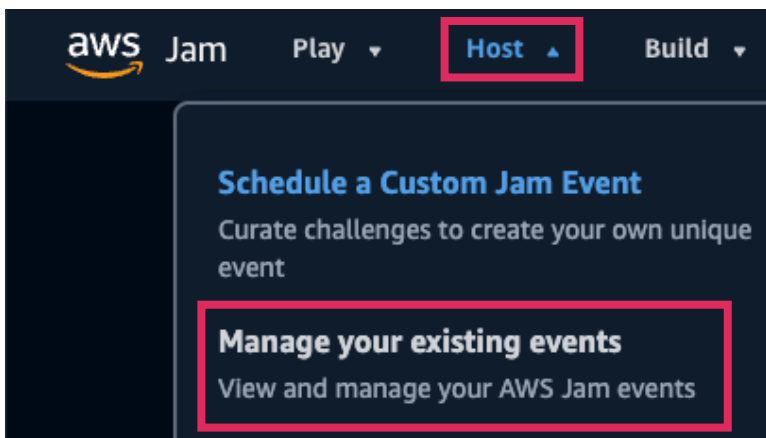 aws Jam Play Host Build
Schedule a Custom Jam Event
Curate challenges to create your own unique
event
Manage your existing events
View and manage your AWS Jam events